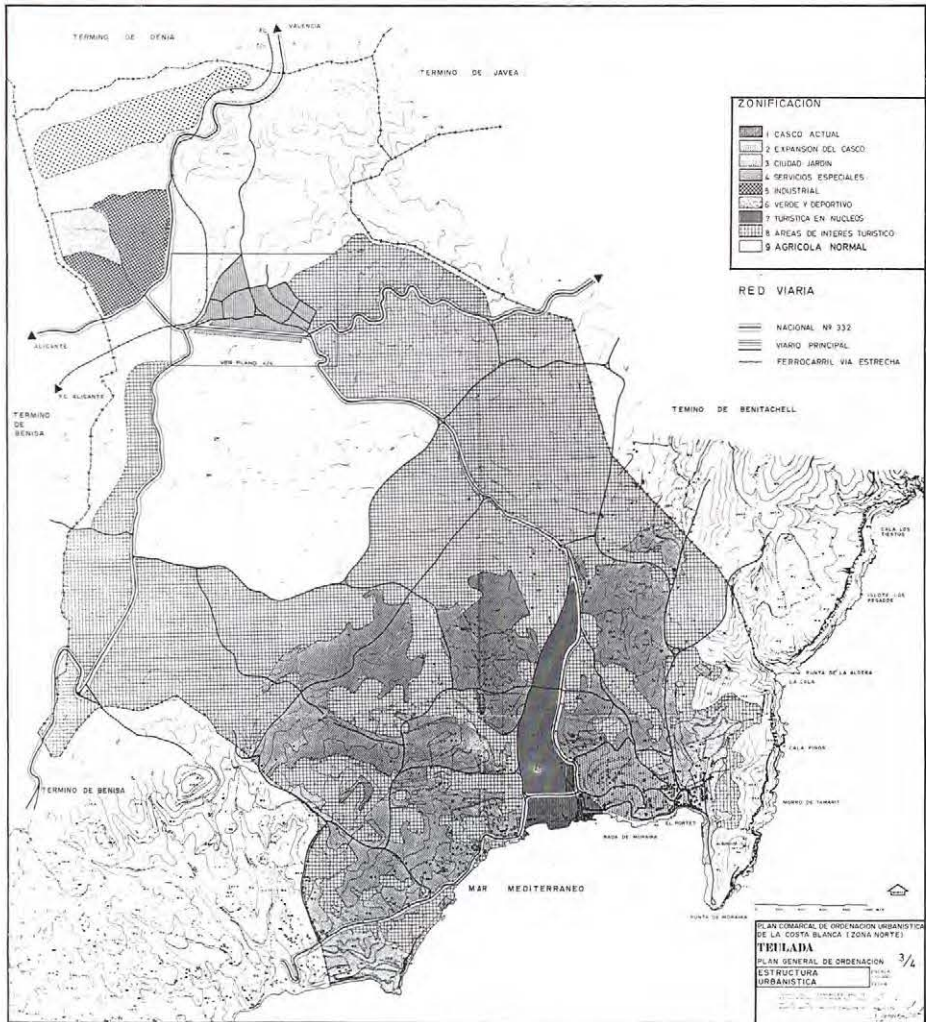 TERMINO DE DENIA
VALENCIA
TERMINO DE JAVEA
ZONIFICACION
1 CASCO ACTUAL
2 EXPANSION DEL CASCO
3 CIUDAD JARDIN
4 SERVICIOS ESPECIALES
5 INDUSTRIAL
6 VERDE Y DEPORTIVO
7 TURISTICA EN NUCLEOS
8 AREAS DE INTERES TURISTICO
9 AGRICOLA NORMAL
RED VIARIA
NACIONAL Nº 332
VIARIO PRINCIPAL
FERROCARRIL VIA ESTRECHA
ALICANTE
VER PLANO
F.C. ALICANTE
TERMINO
DE
BENISA
TEMINO DE BENITACHELL
CALA LOS
TIESTOS
ISLOTE LOS
PUNTA DE LA
LA CALA
CALA
TERMINO DE BENISA
MORRO DE
EL PORTET
RADA DE MORAIRA
MAR MEDITERRANEO
PUNTA DE MORAIRA
PLAN COMARCAL DE ORDENACION URBANISTICA
DE LA COSTA BLANCA (ZONA NORTE)
TEULADA
PLAN GENERAL DE ORDENACION 3/4
ESTRUCTURA
URBANISTICA